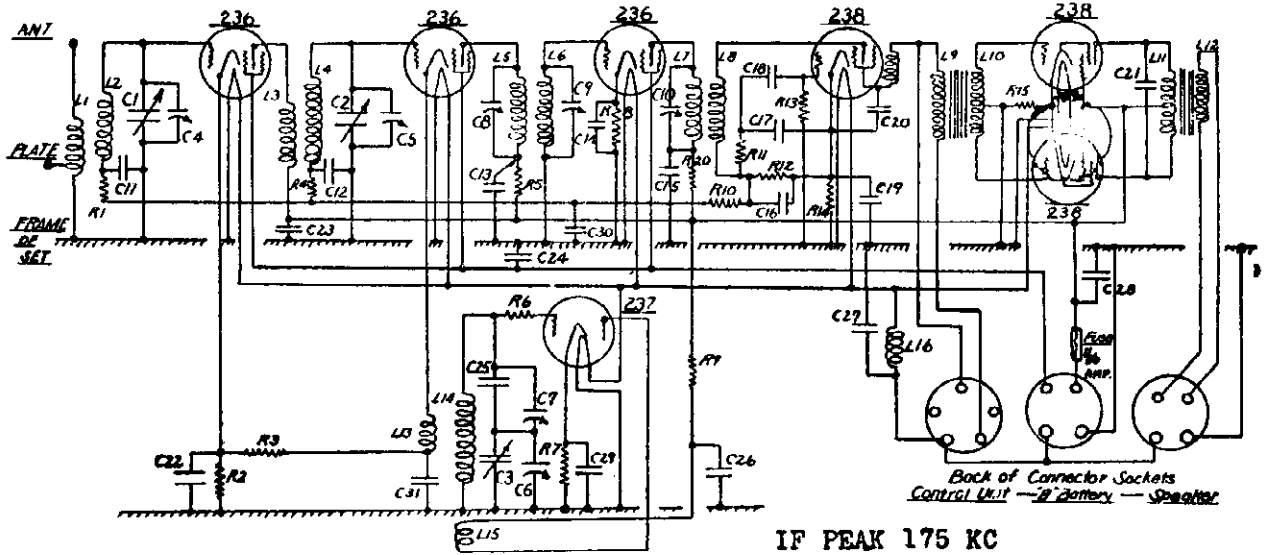 236 236 236 238 238
ANT
L1 L2 C1 C4 L3 L4 C2 C5 L5 L6 C8 C9 C14 R8 C10 L7 L8 C18 C17 R13 C20 L9 L10 R15 C21 L11 L12
PLATE
C11 R1 R4 C12 C13 R5 C15 R20 R11 R12 R10 C16 R14 C19
238
FRAME
OF
SET
C23 C30 C24
R6 237 C27 L16 C28
FUSE
AMP.
C25 L14 C7 R9
L13 R3 C22 R2 C31 C3 C6 R7 C29 C26
L15
Back of Connector Sockets
Control Unit — "B" Battery — Speaker
IF PEAK 175 KC